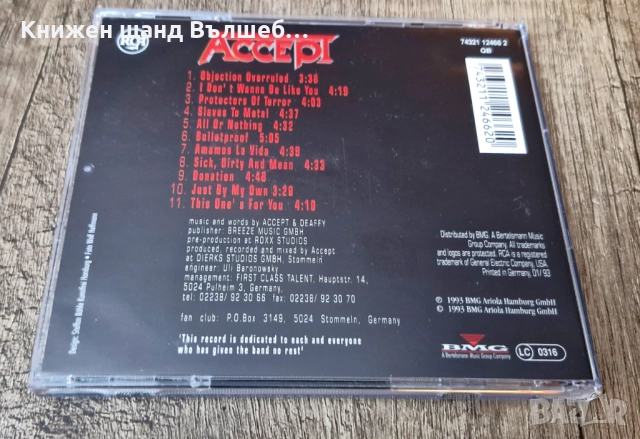 Книжен щанд Вълшеб...
RCA
ACCEPT
74321 12466 2
QB
1. Objection Overruled 3:36
2. I Don't Wanna Be Like You 4:19
3. Protectors Of Terror 4:03
4. Slaves To Metal 4:37
5. All Or Nothing 4:32
6. Bulletproof 5:05
7. Amamos La Vida 4:38
8. Sick, Dirty And Mean 4:33
9. Donation 4:48
10. Just By My Own 3:29
11. This One's For You 4:10
music and words by ACCEPT & DEAFFY
publisher: BREEZE MUSIC GMBH
pre-production at ROXX STUDIOS
produced, recorded and mixed by Accept
at DIERKS STUDIOS GMBH, Stommeln
engineer: Uli Baronowsky
management: FIRST CLASS TALENT, Hauptstr. 14,
5024 Pulheim 3, Germany,
tel: 02238/ 92 30 66 fax 02238/ 92 30 70
fan club: P.O.Box 3149, 5024 Stommeln, Germany
'This record is dedicated to each and everyone
who has given the band no rest'
743211246620
Distributed by BMG. A Bertelsmann Music
Group Company. All trademarks
and logos are protected. RCA is a registered
trademark of General Electric Company, USA.
Printed in Germany. 01/93
℗ 1993 BMG Ariola Hamburg GmbH
© 1993 BMG Ariola Hamburg GmbH
BMG
A Bertelsmann Music Group Company
LC 0316
BAZAR